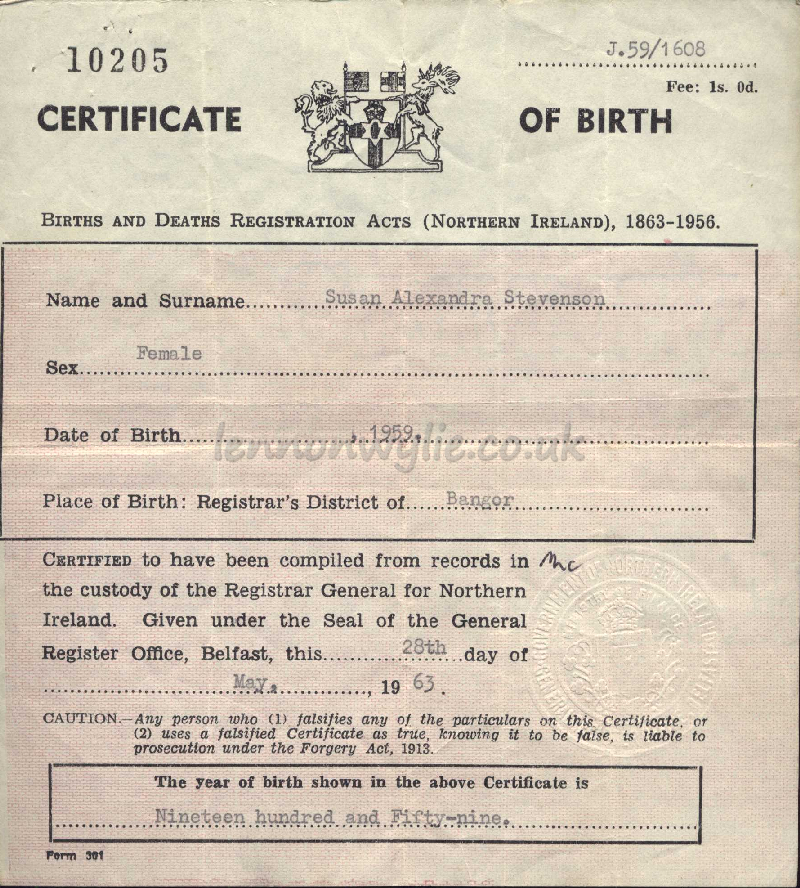 10205
J.59/1608
Fee: 1s. 0d.
CERTIFICATE OF BIRTH
BIRTHS AND DEATHS REGISTRATION ACTS (NORTHERN IRELAND), 1863-1956.
Name and Surname Susan Alexandra Stevenson
Sex Female
Date of Birth , 1959.
lennonwylie.co.uk
Place of Birth: Registrar's District of Bangor
CERTIFIED to have been compiled from records in
the custody of the Registrar General for Northern
Ireland. Given under the Seal of the General
Register Office, Belfast, this 28th day of
May, , 19 63.
CAUTION.—Any person who (1) falsifies any of the particulars on this Certificate, or
(2) uses a falsified Certificate as true, knowing it to be false, is liable to
prosecution under the Forgery Act, 1913.
The year of birth shown in the above Certificate is
Nineteen hundred and Fifty-nine.
Form 301